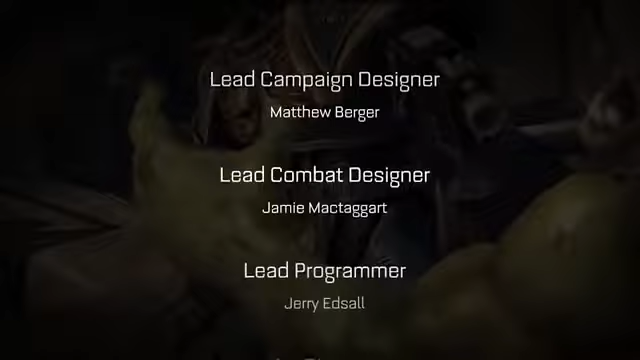 Lead Campaign Designer
Matthew Berger
Lead Combat Designer
Jamie Mactaggart
Lead Programmer
Jerry Edsall